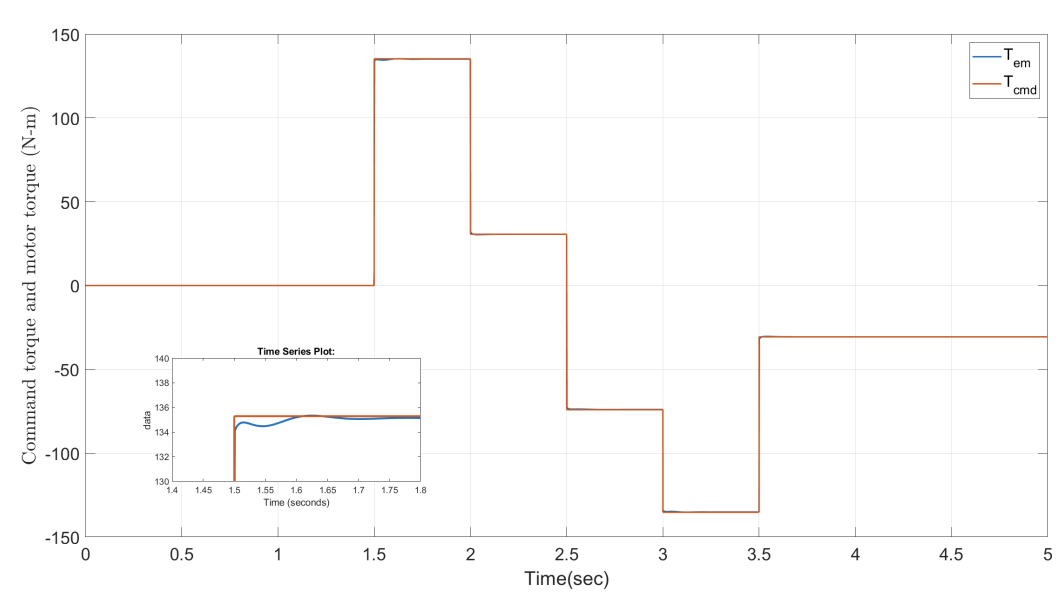 150
100
50
0
-50
-100
-150
Command torque and motor torque (N-m)
T_em
T_cmd
Time Series Plot:
140
138
136
134
132
130
data
1.4 1.45 1.5 1.55 1.6 1.65 1.7 1.75 1.8
Time (seconds)
0 0.5 1 1.5 2 2.5 3 3.5 4 4.5 5
Time(sec)